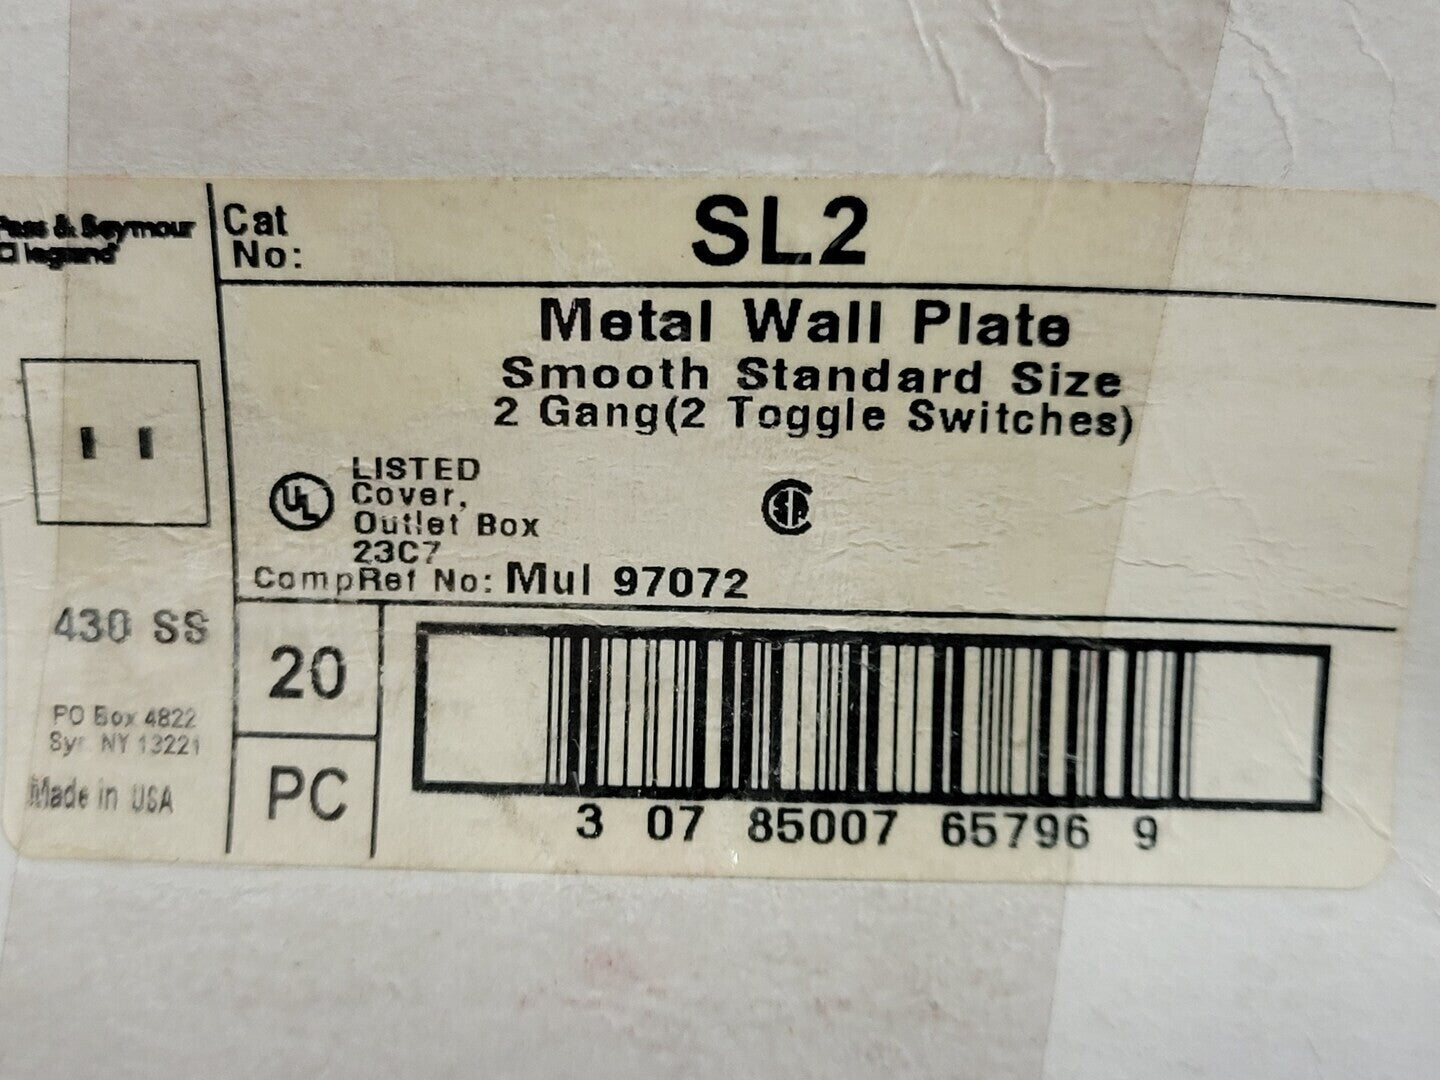 Pass & Seymour
legrand
430 SS
PO Box 4822
Syr NY 13221
Made in USA
Cat
No:
SL2
Metal Wall Plate
Smooth Standard Size
2 Gang(2 Toggle Switches)
UL
LISTED
Cover,
Outlet Box
23C7
SA
CompRef No: Mul 97072
20
PC
3 07 85007 65796 9